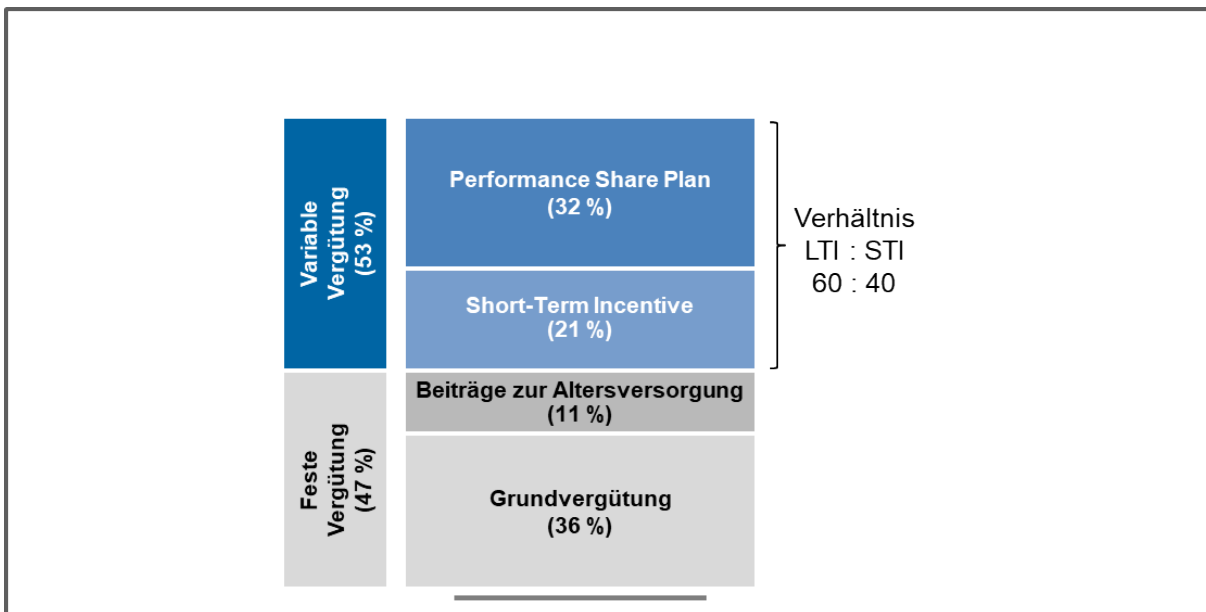 Variable
Vergütung
(53 %)
Performance Share Plan
(32 %)
Short-Term Incentive
(21 %)
Verhältnis
LTI : STI
60 : 40
Feste
Vergütung
(47 %)
Beiträge zur Altersversorgung
(11 %)
Grundvergütung
(36 %)